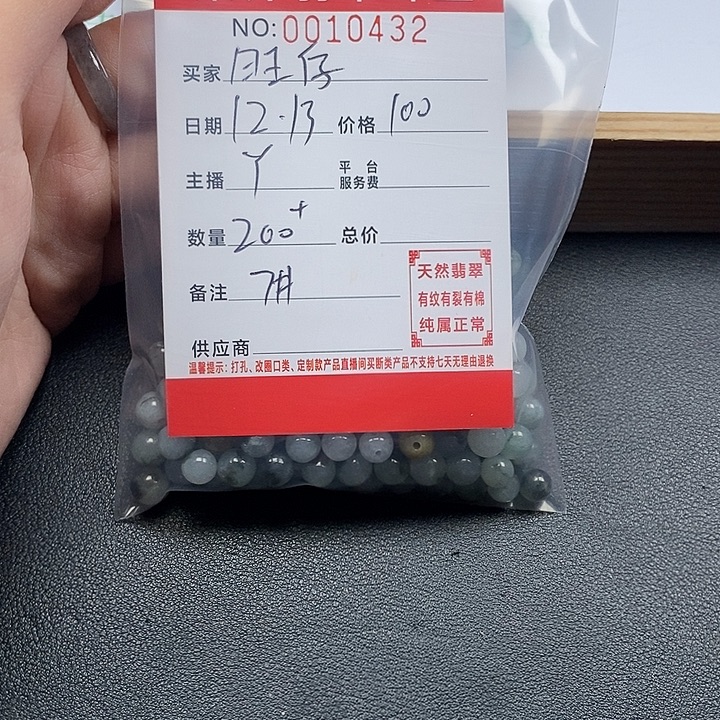 NO:0010432
买家 旺仔
日期 12.13 价格 100
主播 丫 平台服务费
数量 200+ 总价
备注 7#
供应商
天然翡翠
有纹有裂有棉
纯属正常
温馨提示:打孔、改圈口类、定制款产品直播间买断类产品不支持七天无理由退换